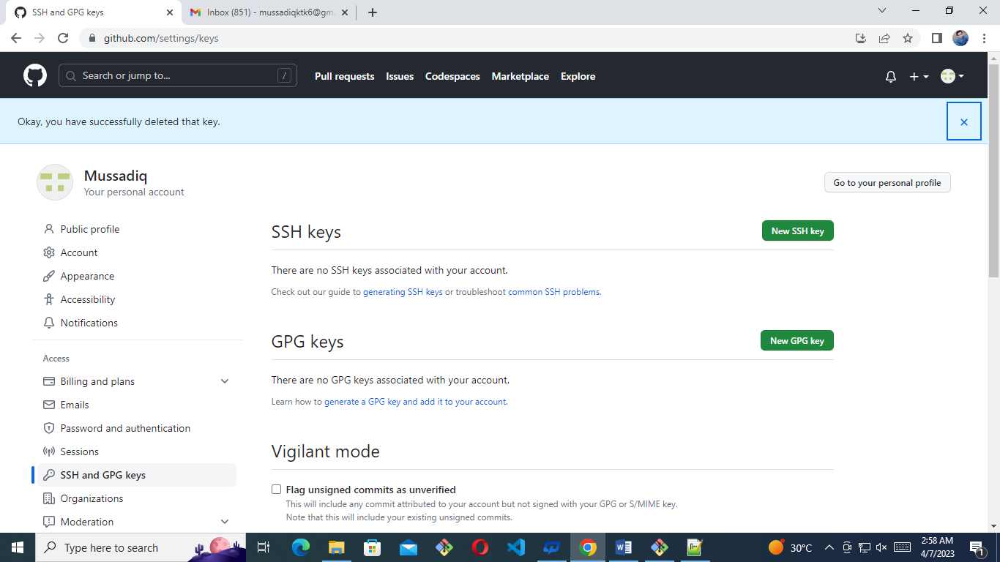 SSH and GPG keys
Inbox (851) - mussadiqktk6@gm
github.com/settings/keys
Search or jump to...
/
Pull requests
Issues
Codespaces
Marketplace
Explore
Okay, you have successfully deleted that key.
Mussadiq
Your personal account
Go to your personal profile
Public profile
Account
Appearance
Accessibility
Notifications
Access
Billing and plans
Emails
Password and authentication
Sessions
SSH and GPG keys
Organizations
Moderation
SSH keys
New SSH key
There are no SSH keys associated with your account.
Check out our guide to generating SSH keys or troubleshoot common SSH problems.
GPG keys
New GPG key
There are no GPG keys associated with your account.
Learn how to generate a GPG key and add it to your account.
Vigilant mode
Flag unsigned commits as unverified
This will include any commit attributed to your account but not signed with your GPG or S/MIME key.
Note that this will include your existing unsigned commits.
Type here to search
30°C
2:58 AM
4/7/2023
1